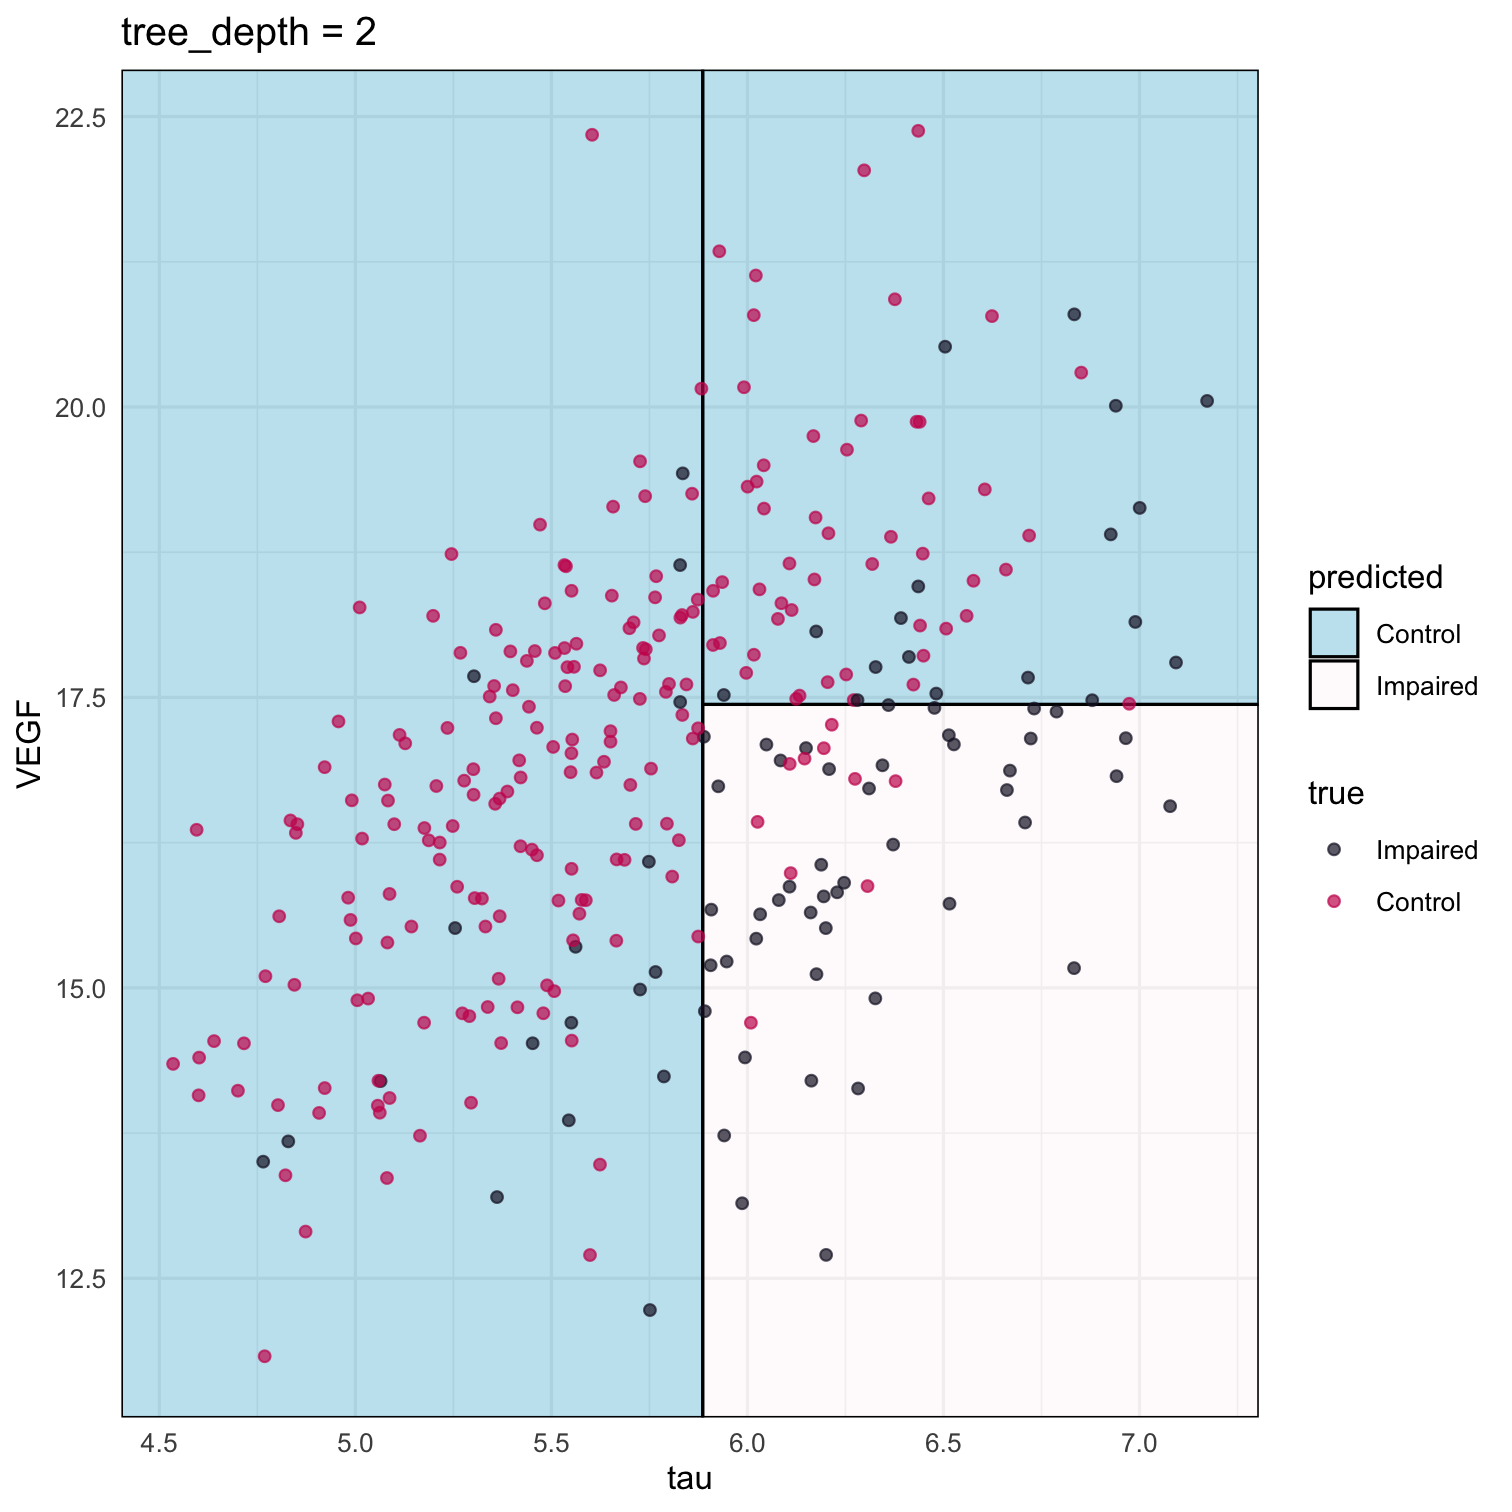 tree_depth = 2
22.5
20.0
17.5
15.0
12.5
VEGF
4.5 5.0 5.5 6.0 6.5 7.0
tau
predicted
Control
Impaired
true
Impaired
Control